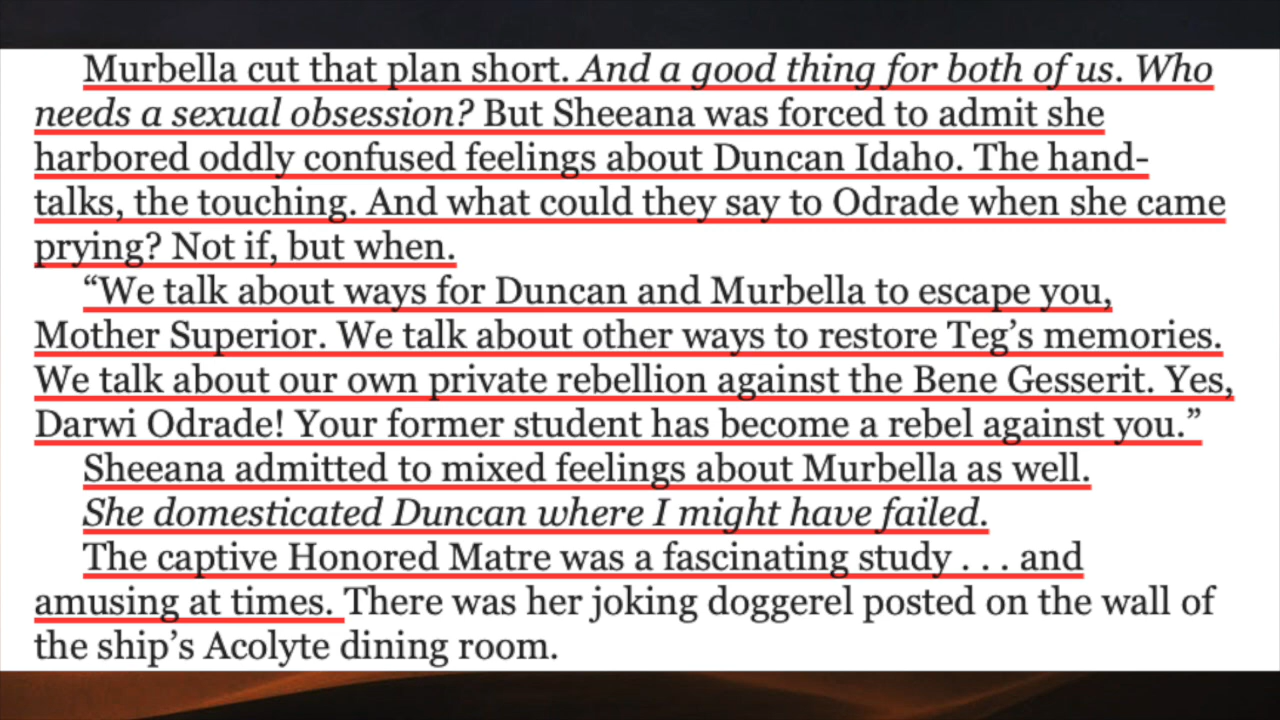 Murbella cut that plan short. And a good thing for both of us. Who
needs a sexual obsession? But Sheeana was forced to admit she
harbored oddly confused feelings about Duncan Idaho. The hand-
talks, the touching. And what could they say to Odrade when she came
prying? Not if, but when.
“We talk about ways for Duncan and Murbella to escape you,
Mother Superior. We talk about other ways to restore Teg’s memories.
We talk about our own private rebellion against the Bene Gesserit. Yes,
Darwi Odrade! Your former student has become a rebel against you.”
Sheeana admitted to mixed feelings about Murbella as well.
She domesticated Duncan where I might have failed.
The captive Honored Matre was a fascinating study . . . and
amusing at times. There was her joking doggerel posted on the wall of
the ship’s Acolyte dining room.